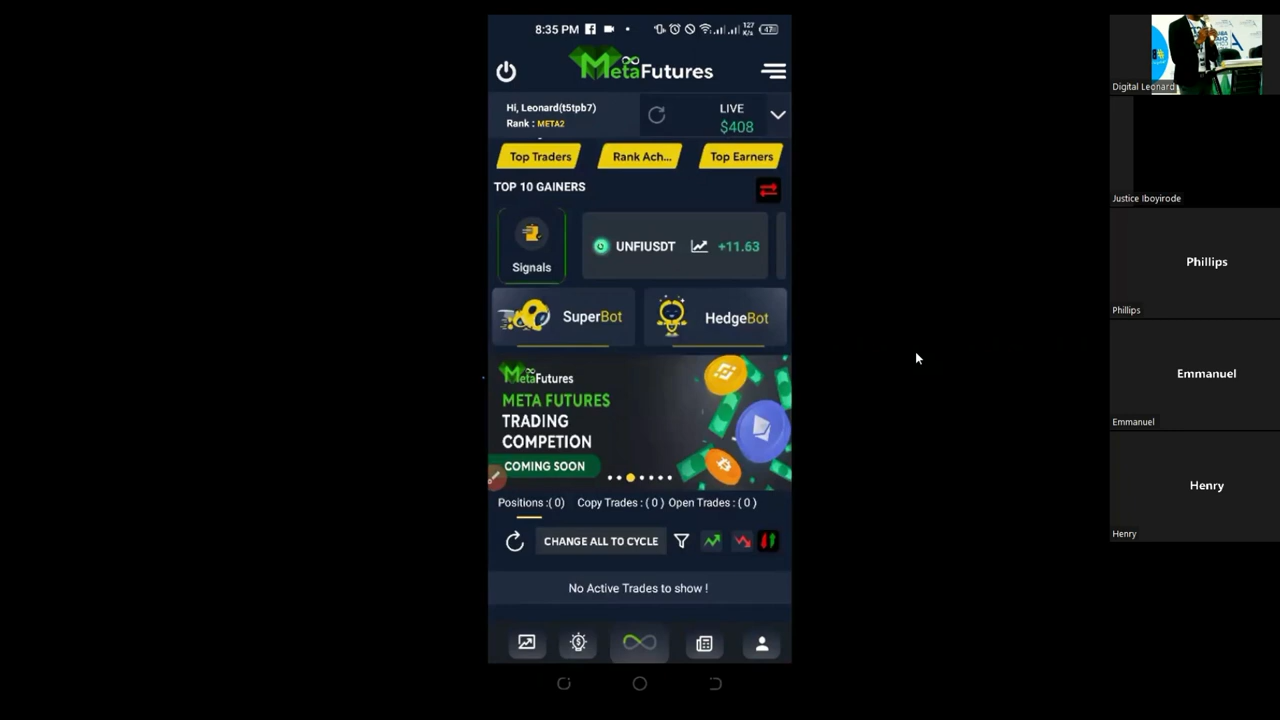 8:35 PM
127
K/s
47
MetaFutures
Hi, Leonard(t5tpb7)
Rank : META2
LIVE
$408
Top Traders
Rank Ach...
Top Earners
TOP 10 GAINERS
Signals
UNFIUSDT
+11.63
SuperBot
HedgeBot
MetaFutures
META FUTURES
TRADING
COMPETION
COMING SOON
Positions :( 0 )
Copy Trades : ( 0 )
Open Trades : ( 0 )
CHANGE ALL TO CYCLE
No Active Trades to show !
Digital Leonard
Justice Iboyirode
Phillips
Phillips
Emmanuel
Emmanuel
Henry
Henry